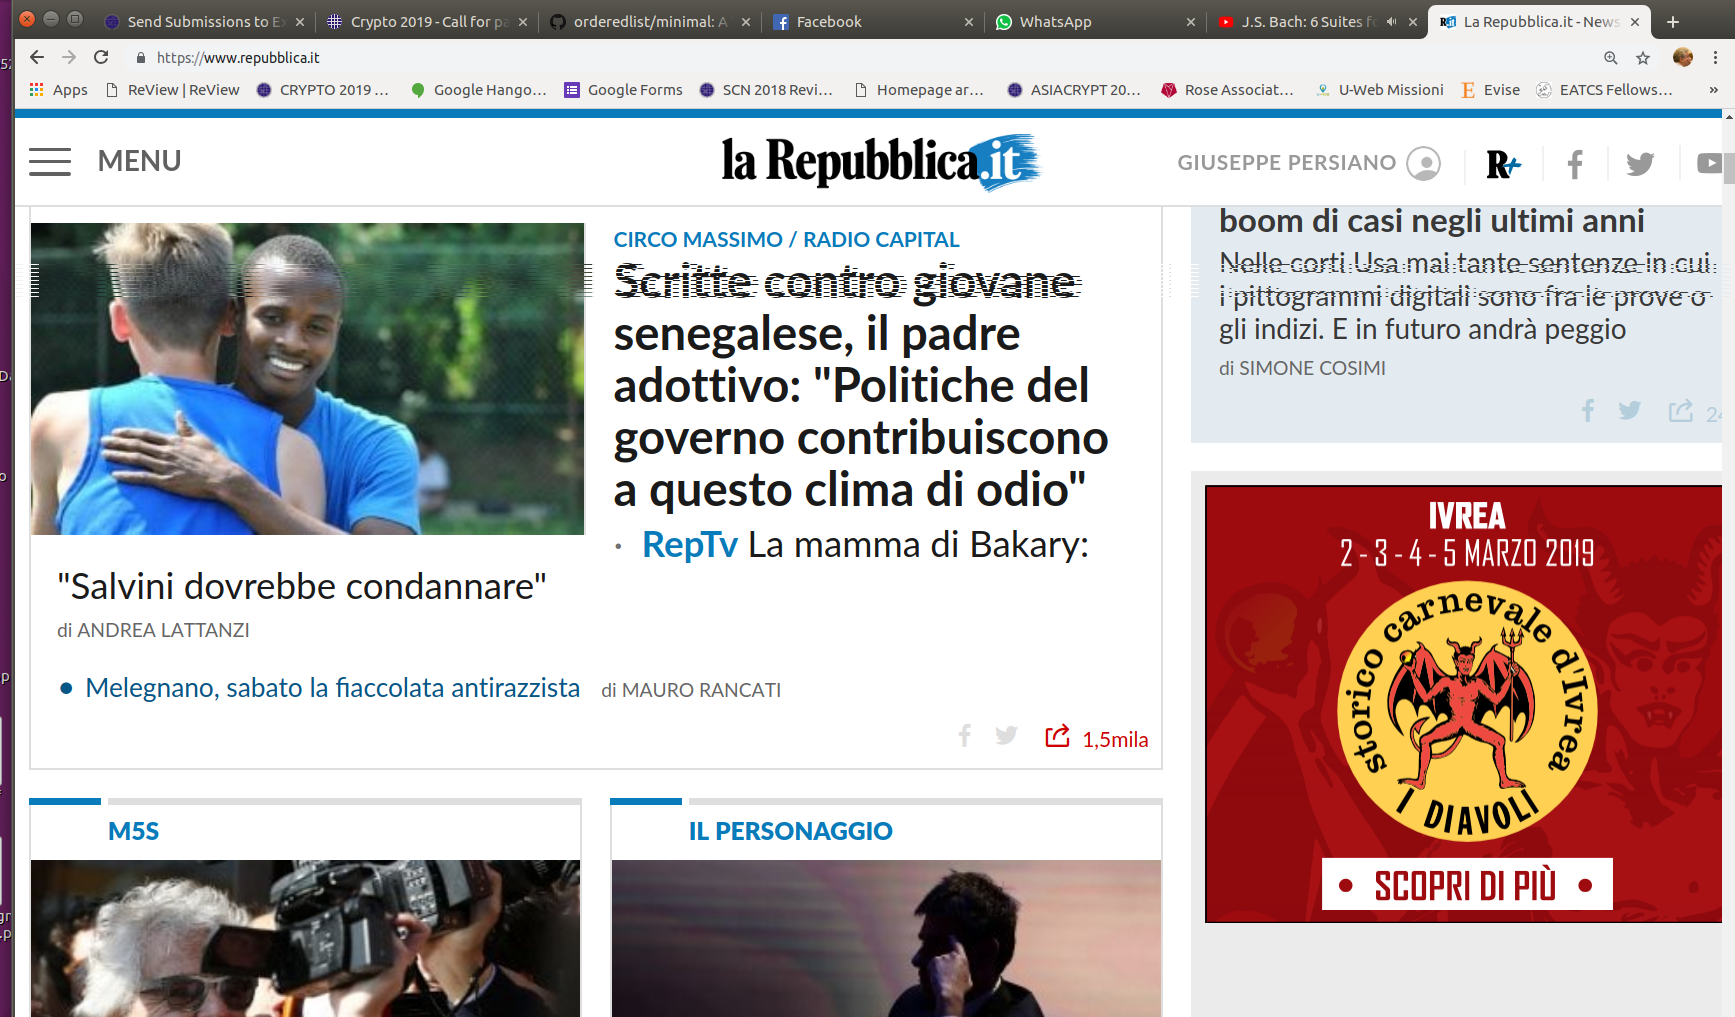 Send Submissions to Ex
Crypto 2019 - Call for pa
orderedlist/minimal: A
Facebook
WhatsApp
J.S. Bach: 6 Suites fo
La Repubblica.it - News
https://www.repubblica.it
Apps
ReView | ReView
CRYPTO 2019 ...
Google Hango...
Google Forms
SCN 2018 Revi...
Homepage ar...
ASIACRYPT 20...
Rose Associat...
U-Web Missioni
Evise
EATCS Fellows...
»
MENU
la Repubblica.it
GIUSEPPE PERSIANO
R+
CIRCO MASSIMO / RADIO CAPITAL
Scritte contro giovane
senegalese, il padre
adottivo: "Politiche del
governo contribuiscono
a questo clima di odio"
· RepTv La mamma di Bakary:
"Salvini dovrebbe condannare"
di ANDREA LATTANZI
• Melegnano, sabato la fiaccolata antirazzista di MAURO RANCATI
1,5mila
boom di casi negli ultimi anni
Nelle corti Usa mai tante sentenze in cui
i pittogrammi digitali sono fra le prove o
gli indizi. E in futuro andrà peggio
di SIMONE COSIMI
IVREA
2 - 3 - 4 - 5 MARZO 2019
storico carnevale d'Ivrea
I DIAVOLI
• SCOPRI DI PIÙ •
M5S
IL PERSONAGGIO